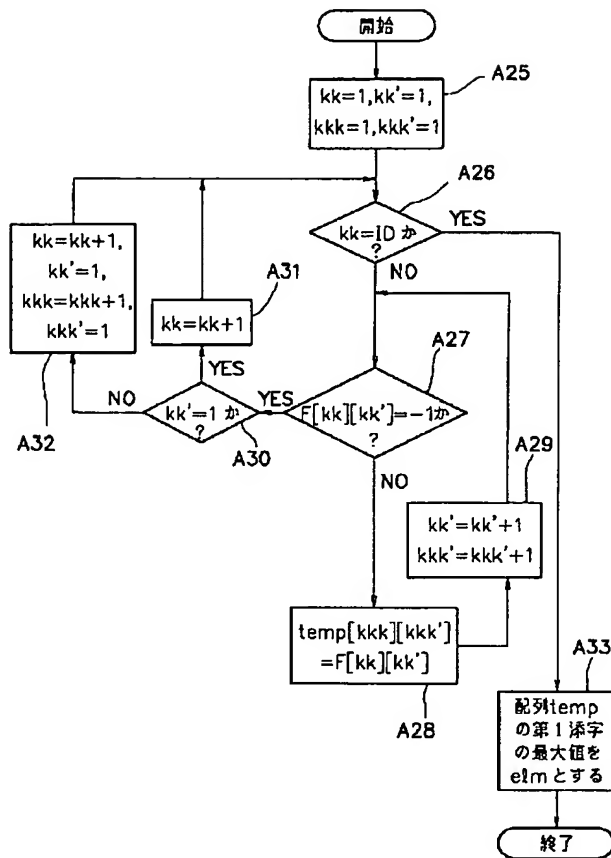 開始
A25
kk=1,kk'=1,
kkk=1,kkk'=1
A26
kk=IDか
?
YES
NO
kk=kk+1,
kk'=1,
kkk=kkk+1,
kkk'=1
A32
A31
kk=kk+1
YES
NO
kk'=1か
?
A30
YES
A27
F[kk][kk']=-1か
?
NO
A29
kk'=kk'+1
kkk'=kkk'+1
temp[kkk][kkk']
=F[kk][kk']
A28
A33
配列temp
の第1添字
の最大値を
elmとする
終了